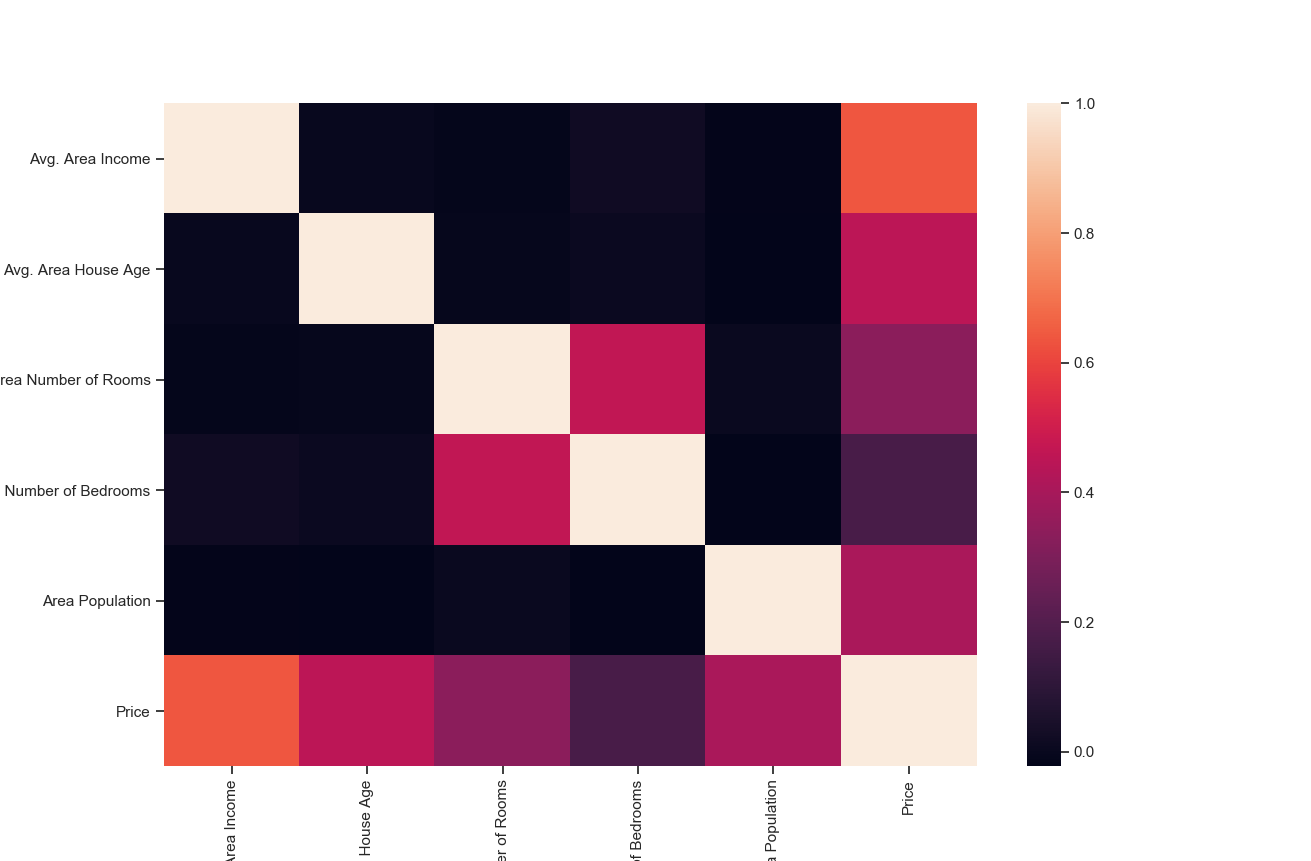 Avg. Area Income
Avg. Area House Age
rea Number of Rooms
Number of Bedrooms
Area Population
Price
1.0
0.8
0.6
0.4
0.2
0.0
Area Income
House Age
er of Rooms
of Bedrooms
a Population
Price